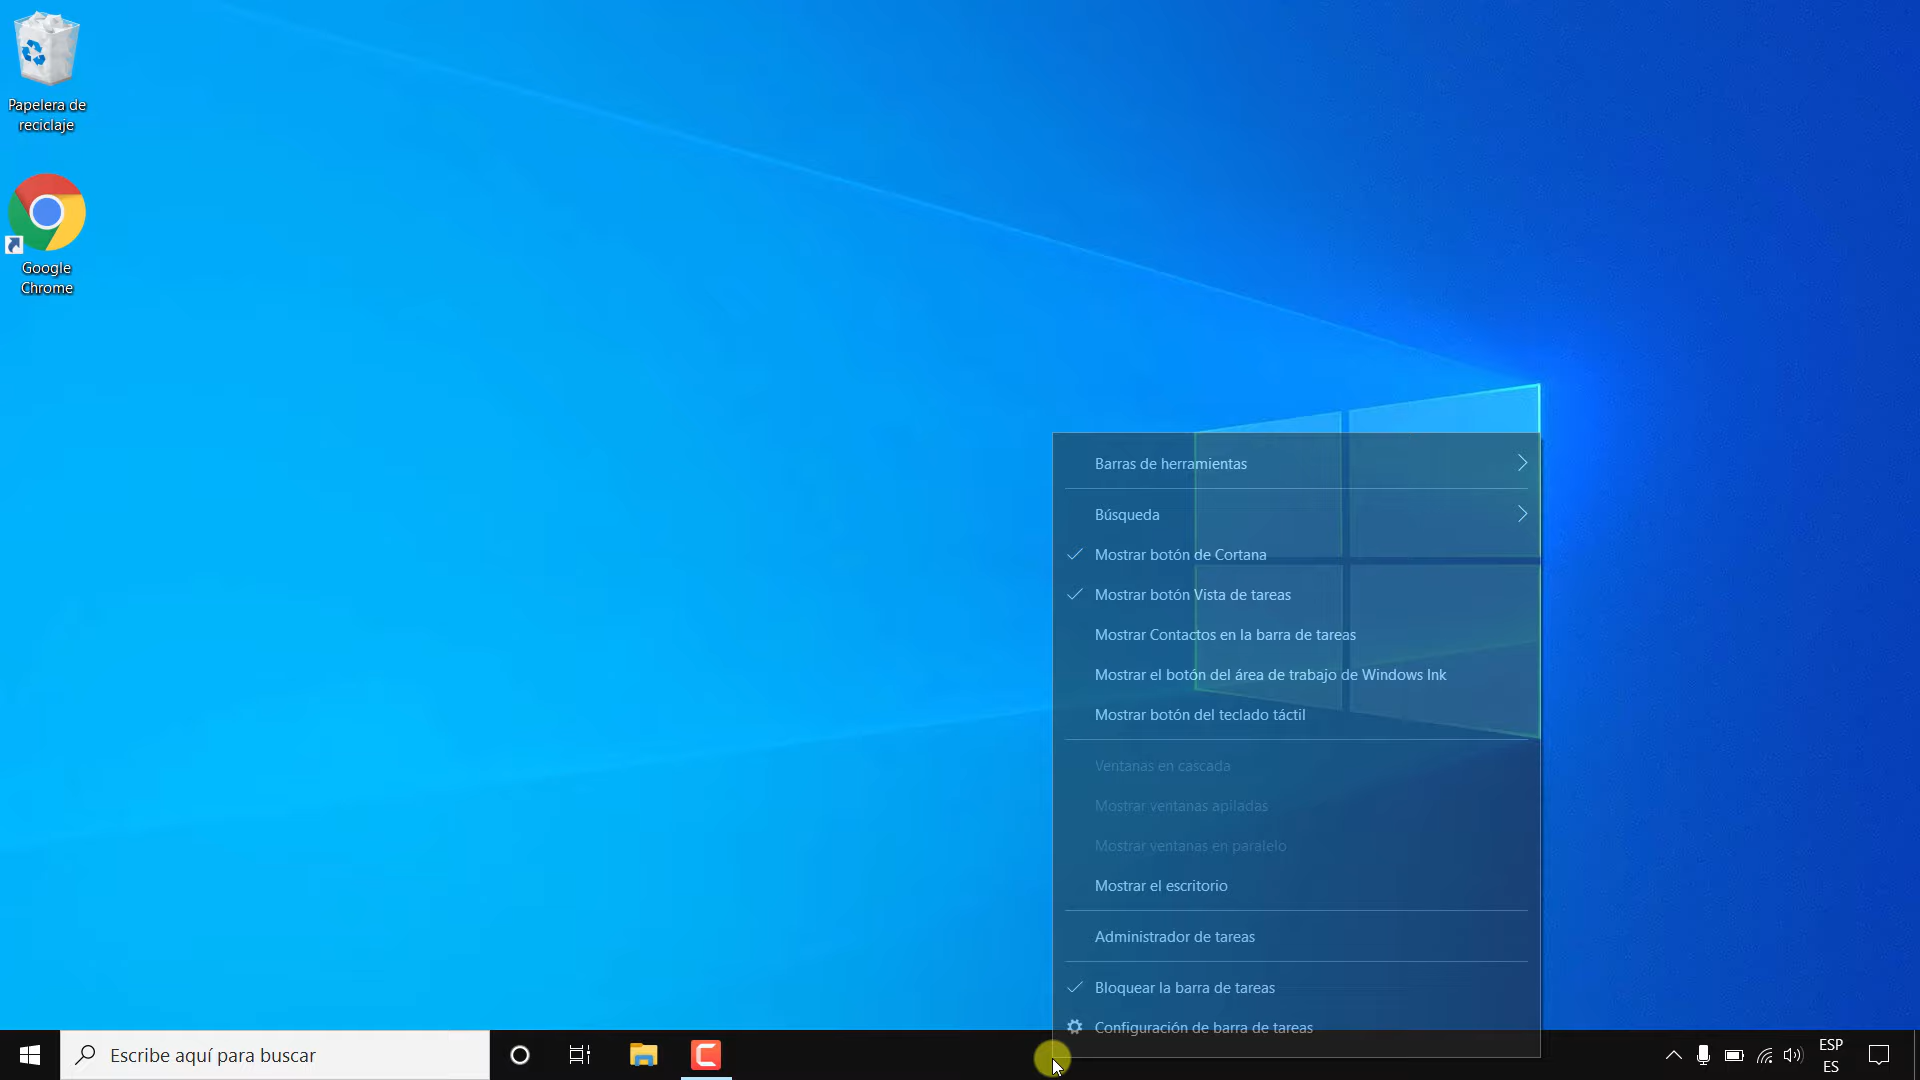 Papelera de
reciclaje
Google
Chrome
Barras de herramientas
Búsqueda
Mostrar botón de Cortana
Mostrar botón Vista de tareas
Mostrar Contactos en la barra de tareas
Mostrar el botón del área de trabajo de Windows Ink
Mostrar botón del teclado táctil
Ventanas en cascada
Mostrar ventanas apiladas
Mostrar ventanas en paralelo
Mostrar el escritorio
Administrador de tareas
Bloquear la barra de tareas
Configuración de barra de tareas
Escribe aquí para buscar
ESP
ES